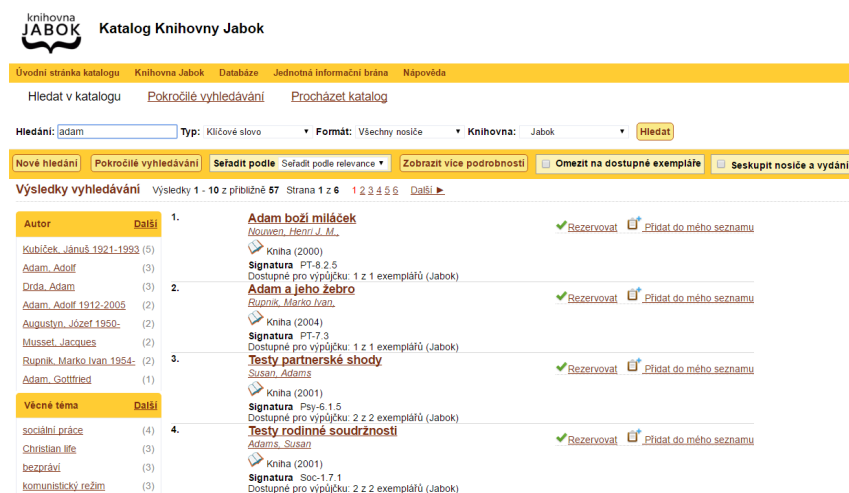 knihovna
JABOK
Katalog Knihovny Jabok
Úvodní stránka katalogu Knihovna Jabok Databáze Jednotná informační brána Nápověda
Hledat v katalogu Pokročilé vyhledávání Procházet katalog
Hledání: adam Typ: Klíčové slovo Formát: Všechny nosiče Knihovna: Jabok Hledat
Nové hledání Pokročilé vyhledávání Seřadit podle Seřadit podle relevance Zobrazit více podrobností Omezit na dostupné exempláře Seskupit nosiče a vydání
Výsledky vyhledávání Výsledky 1 - 10 z přibližně 57 Strana 1 z 6 1 2 3 4 5 6 Další ►
Autor Další
Kubíček, Jánuš 1921-1993 (5)
Adam, Adolf (3)
Drda, Adam (3)
Adam, Adolf 1912-2005 (2)
Augustyn, Józef 1950- (2)
Musset, Jacques (2)
Rupnik, Marko Ivan 1954- (2)
Adam, Gottfried (1)
Věcné téma Další
sociální práce (4)
Christian life (3)
bezpráví (3)
komunistický režim (3)
1. Adam boží miláček
Nouwen, Henri J. M.,
Kniha (2000)
Signatura PT-8.2.5
Dostupné pro výpůjčku: 1 z 1 exemplářů (Jabok)
Rezervovat Přidat do mého seznamu
2. Adam a jeho žebro
Rupnik, Marko Ivan,
Kniha (2004)
Signatura PT-7.3
Dostupné pro výpůjčku: 1 z 1 exemplářů (Jabok)
Rezervovat Přidat do mého seznamu
3. Testy partnerské shody
Susan, Adams
Kniha (2001)
Signatura Psy-6.1.5
Dostupné pro výpůjčku: 2 z 2 exemplářů (Jabok)
Rezervovat Přidat do mého seznamu
4. Testy rodinné soudržnosti
Adams, Susan
Kniha (2001)
Signatura Soc-1.7.1
Dostupné pro výpůjčku: 2 z 2 exemplářů (Jabok)
Rezervovat Přidat do mého seznamu